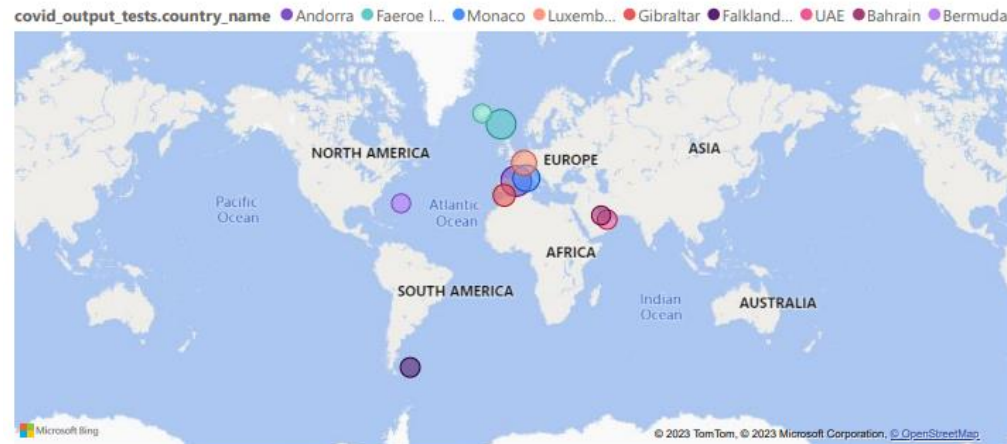 covid_output_tests.country_name Andorra Faeroe I... Monaco Luxemb... Gibraltar Falkland... UAE Bahrain Bermuda
NORTH AMERICA
EUROPE
ASIA
Pacific
Ocean
Atlantic
Ocean
AFRICA
SOUTH AMERICA
Indian
Ocean
AUSTRALIA
Microsoft Bing
© 2023 TomTom, © 2023 Microsoft Corporation, © OpenStreetMap